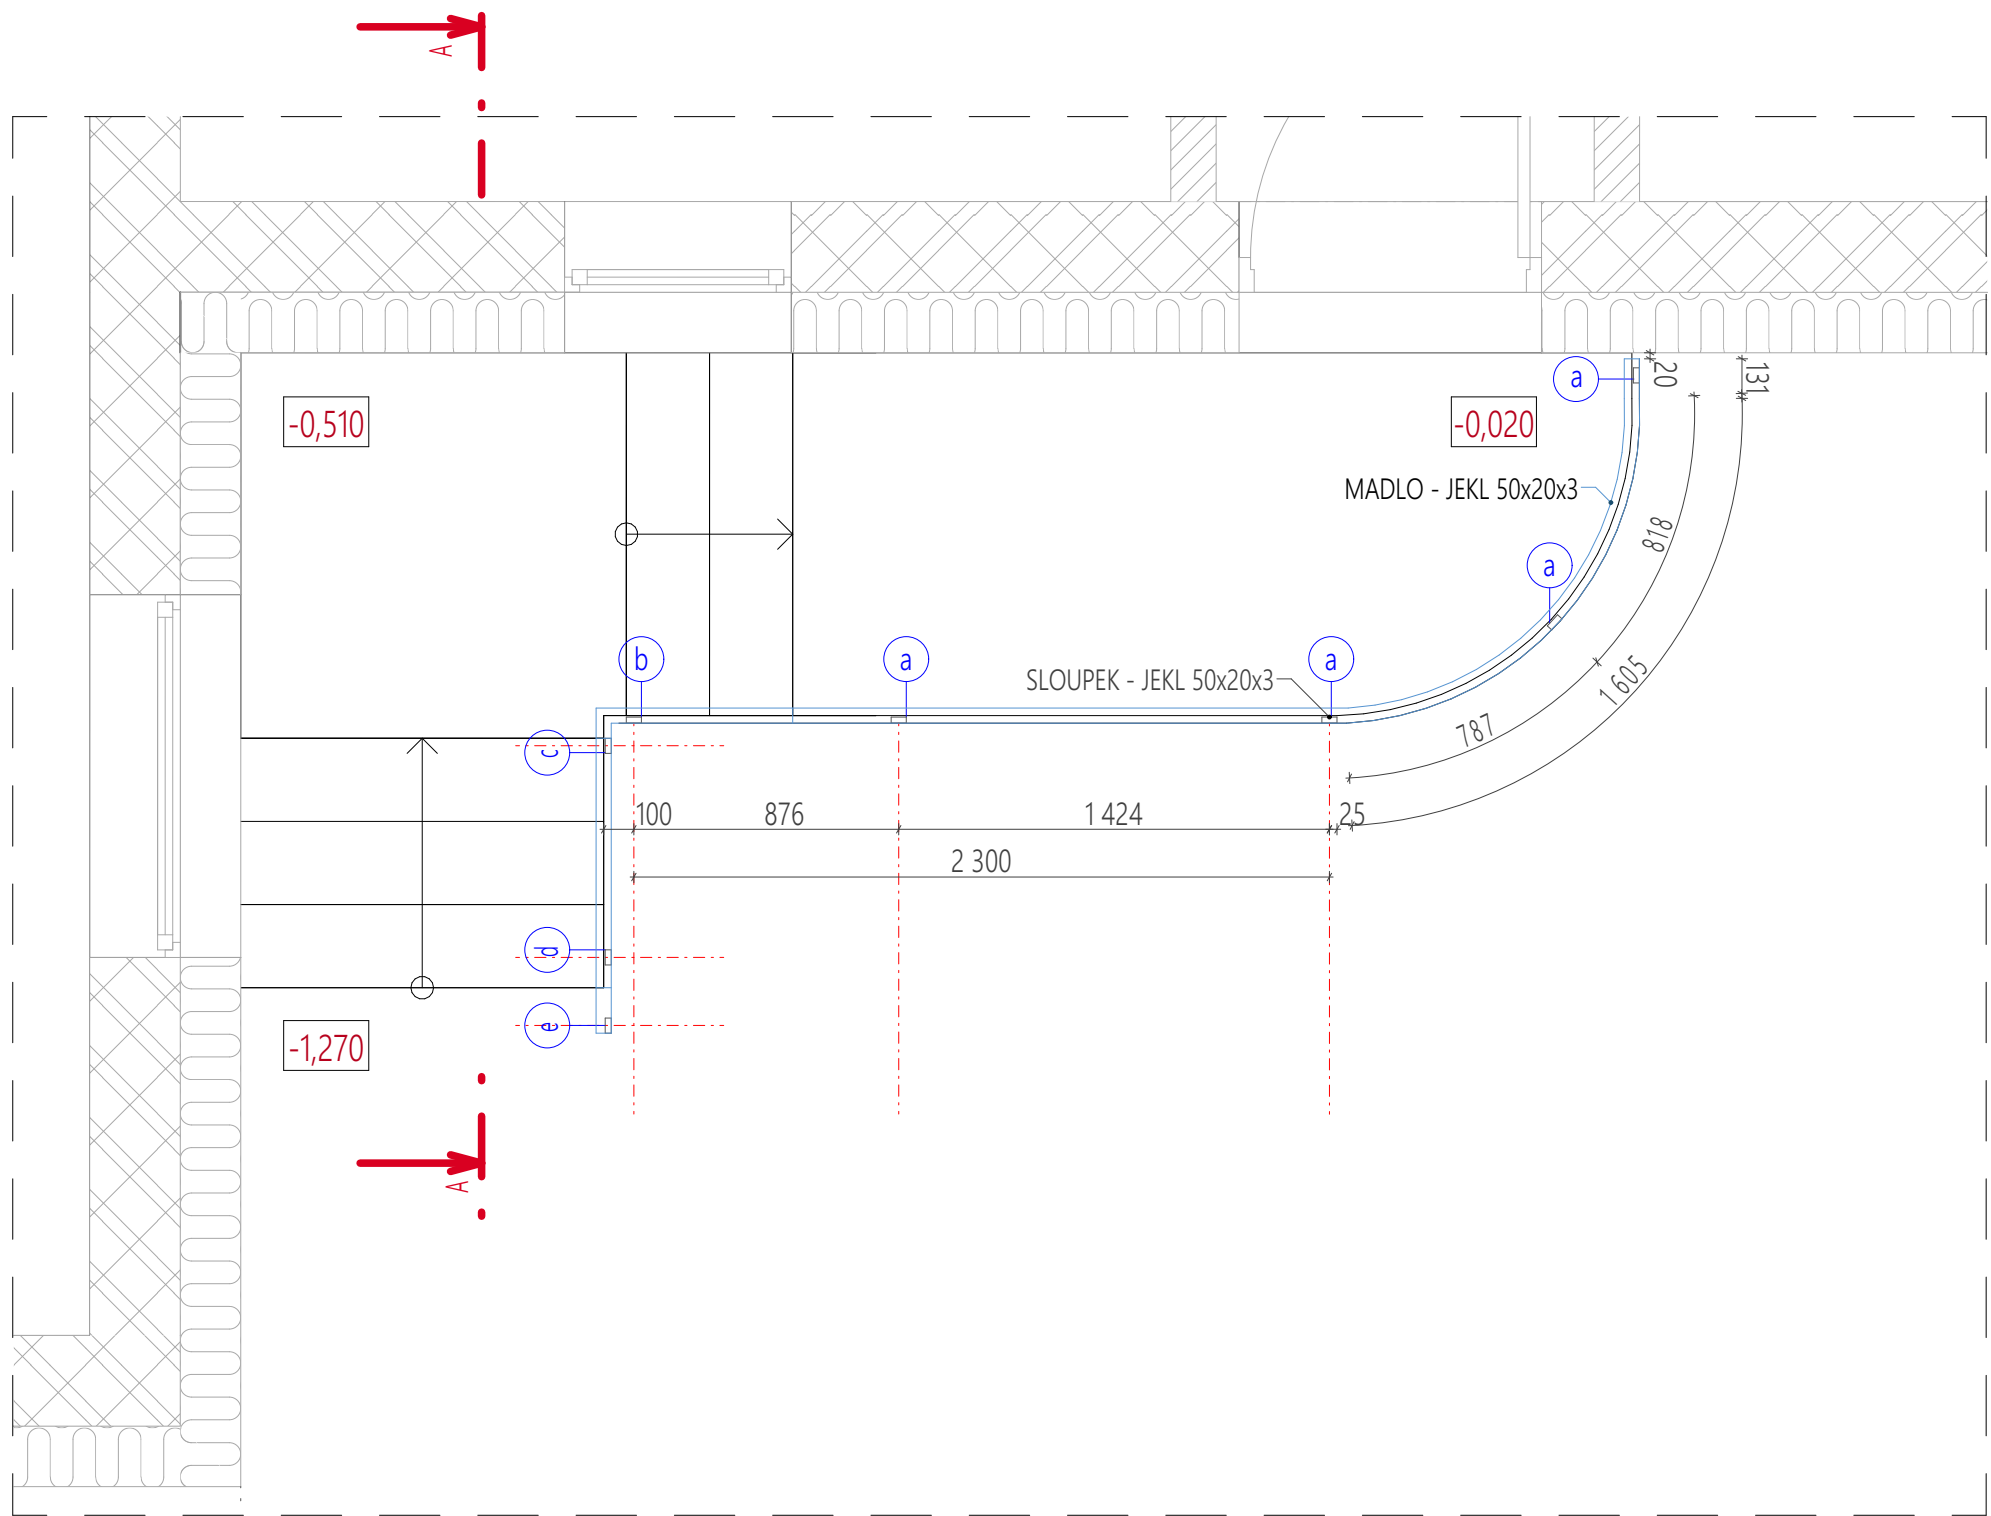 A
20
131
a
-0,510
-0,020
MADLO - JEKL 50x20x3
818
a
b
a
a
SLOUPEK - JEKL 50x20x3
1 605
787
c
100
876
1 424
25
2 300
d
e
-1,270
A